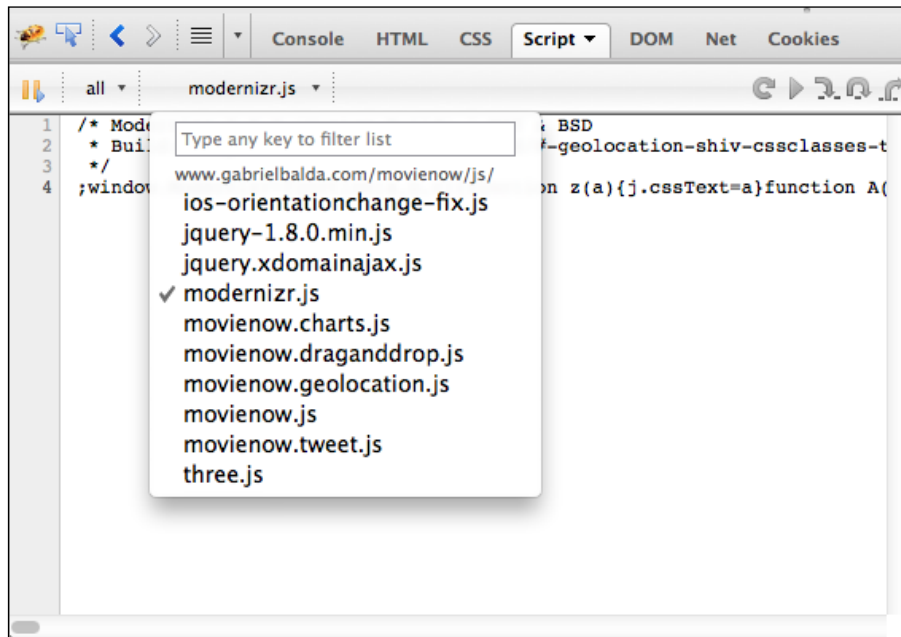 Console HTML CSS Script DOM Net Cookies
all modernizr.js
1 /* Mode & BSD
2 * Buil #-geolocation-shiv-cssclasses-t
3 */
4 ;window on z(a){j.cssText=a}function A(
Type any key to filter list
www.gabrielbalda.com/movienow/js/
ios-orientationchange-fix.js
jquery-1.8.0.min.js
jquery.xdomainajax.js
modernizr.js
movienow.charts.js
movienow.draganddrop.js
movienow.geolocation.js
movienow.js
movienow.tweet.js
three.js